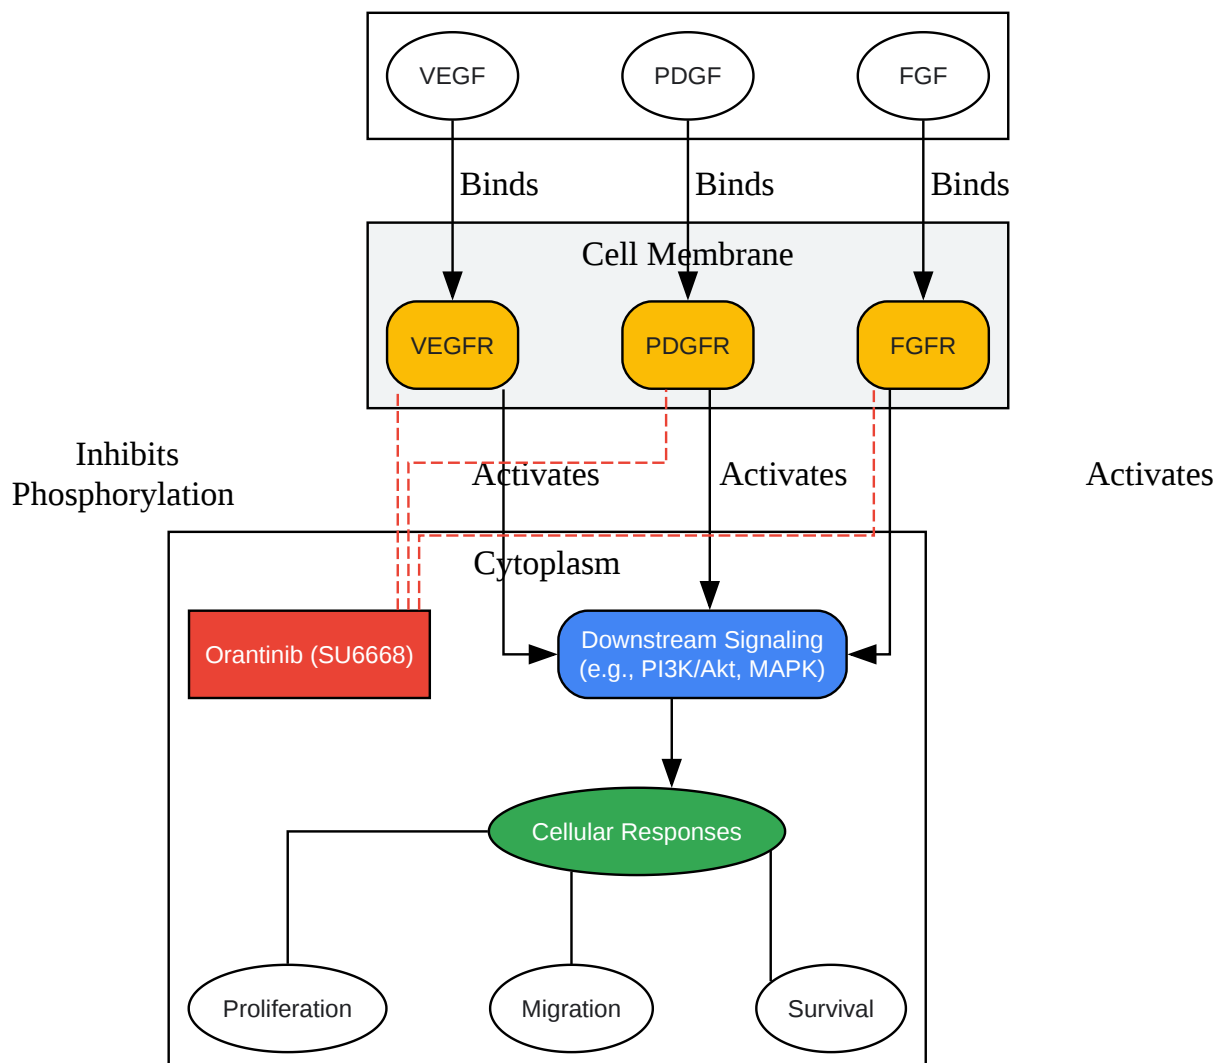 VEGF
PDGF
FGF
Binds
Binds
Binds
Cell Membrane
VEGFR
PDGFR
FGFR
Inhibits
Phosphorylation
Activates
Activates
Activates
Cytoplasm
Orantinib (SU6668)
Downstream Signaling
(e.g., PI3K/Akt, MAPK)
Cellular Responses
Proliferation
Migration
Survival